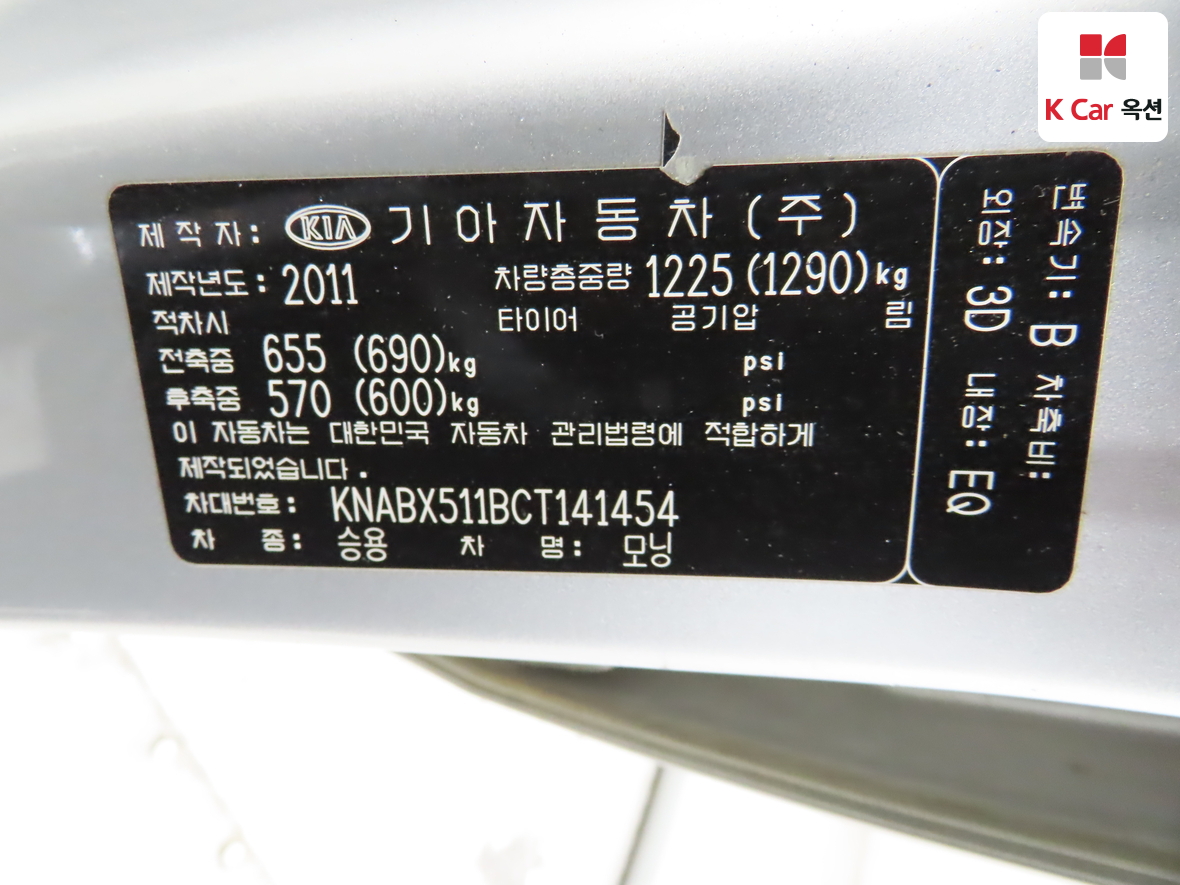 K Car 옥션
제 작 자: KIA 기 아 자 동 차 (주)
제작년도: 2011 차량총중량 1225 (1290)kg
적차시 타이어 공기압 림
전축중 655 (690)kg psi
후축중 570 (600)kg psi
이 자동차는 대한민국 자동차 관리법령에 적합하게
제작되었습니다.
차대번호: KNABX511BCT141454
차 종: 승용 차 명: 모닝
변속기: B 차축비:
외장: 3D 내장: EQ